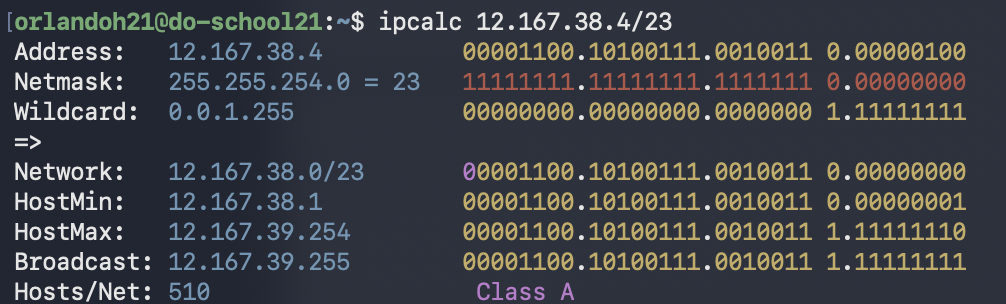 [orlandoh21@do-school21:~$ ipcalc 12.167.38.4/23
Address:   12.167.38.4          00001100.10100111.0010011 0.00000100
Netmask:   255.255.254.0 = 23   11111111.11111111.1111111 0.00000000
Wildcard:  0.0.1.255            00000000.00000000.0000000 1.11111111
=>
Network:   12.167.38.0/23       00001100.10100111.0010011 0.00000000
HostMin:   12.167.38.1          00001100.10100111.0010011 0.00000001
HostMax:   12.167.39.254        00001100.10100111.0010011 1.11111110
Broadcast: 12.167.39.255        00001100.10100111.0010011 1.11111111
Hosts/Net: 510                   Class A